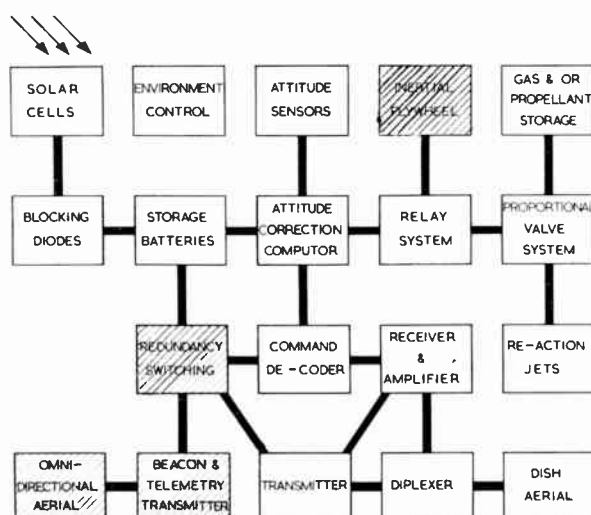 SOLAR
CELLS
ENVIRONMENT
CONTROL
ATTITUDE
SENSORS
INERTIAL
FLYWHEEL
GAS & OR
PROPELLANT
STORAGE
BLOCKING
DIODES
STORAGE
BATTERIES
ATTITUDE
CORRECTION
COMPUTOR
RELAY
SYSTEM
PROPORTIONAL
VALVE
SYSTEM
REDUNDANCY
SWITCHING
COMMAND
DE-CODER
RECEIVER
&
AMPLIFIER
RE-ACTION
JETS
OMNI-
DIRECTIONAL
AERIAL
BEACON &
TELEMETRY
TRANSMITTER
TRANSMITTER
DIPLEXER
DISH
AERIAL